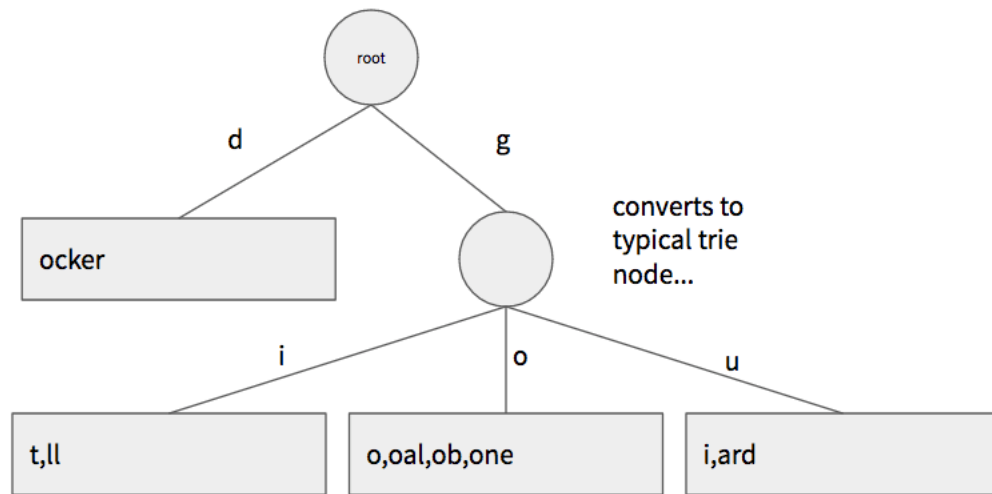 root
d
g
converts to
typical trie
node...
ocker
i
o
u
t,ll
o,oal,ob,one
i,ard